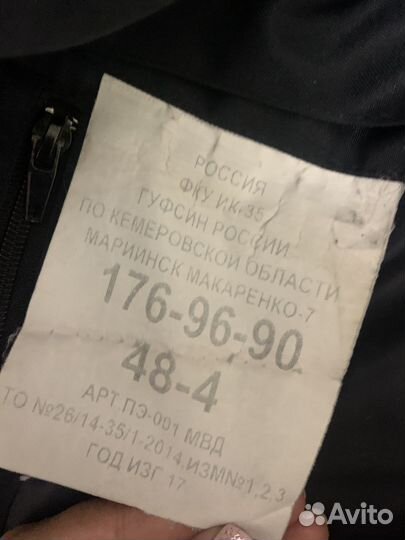 РОССИЯ
ФКУ ИК-35
ГУФСИН РОССИИ
ПО КЕМЕРОВСКОЙ ОБЛАСТИ
МАРИИНСК МАКАРЕНКО-7
176-96-90
48-4
АРТ.ПЭ-001 МВД
ТО №26/14-35/1-2014,ИЗМ№1,2,3
ГОД ИЗГ 17
Avito